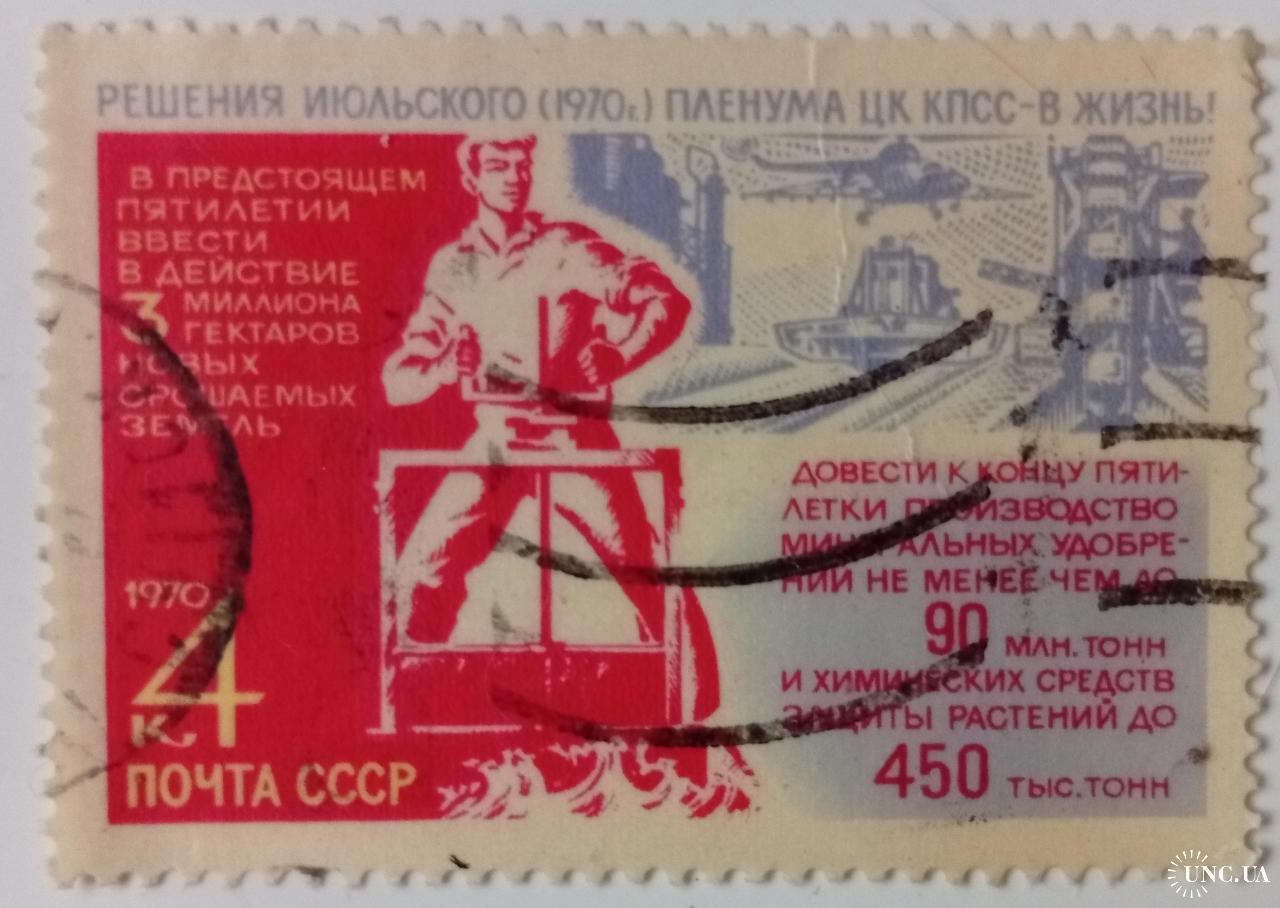 РЕШЕНИЯ ИЮЛЬСКОГО (1970г.) ПЛЕНУМА ЦК КПСС-В ЖИЗНЬ!
В ПРЕДСТОЯЩЕМ
ПЯТИЛЕТИИ
ВВЕСТИ
В ДЕЙСТВИЕ
3 МИЛЛИОНА
ГЕКТАРОВ
НОВЫХ
ОРОШАЕМЫХ
ЗЕМЕЛЬ
1970
4
к
ПОЧТА СССР
ДОВЕСТИ К КОНЦУ ПЯТИ-
ЛЕТКИ ПРОИЗВОДСТВО
МИНЕРАЛЬНЫХ УДОБРЕ-
НИЙ НЕ МЕНЕЕ ЧЕМ ДО
90 МЛН. ТОНН
И ХИМИЧЕСКИХ СРЕДСТВ
ЗАЩИТЫ РАСТЕНИЙ ДО
450 ТЫС. ТОНН
UNC.UA